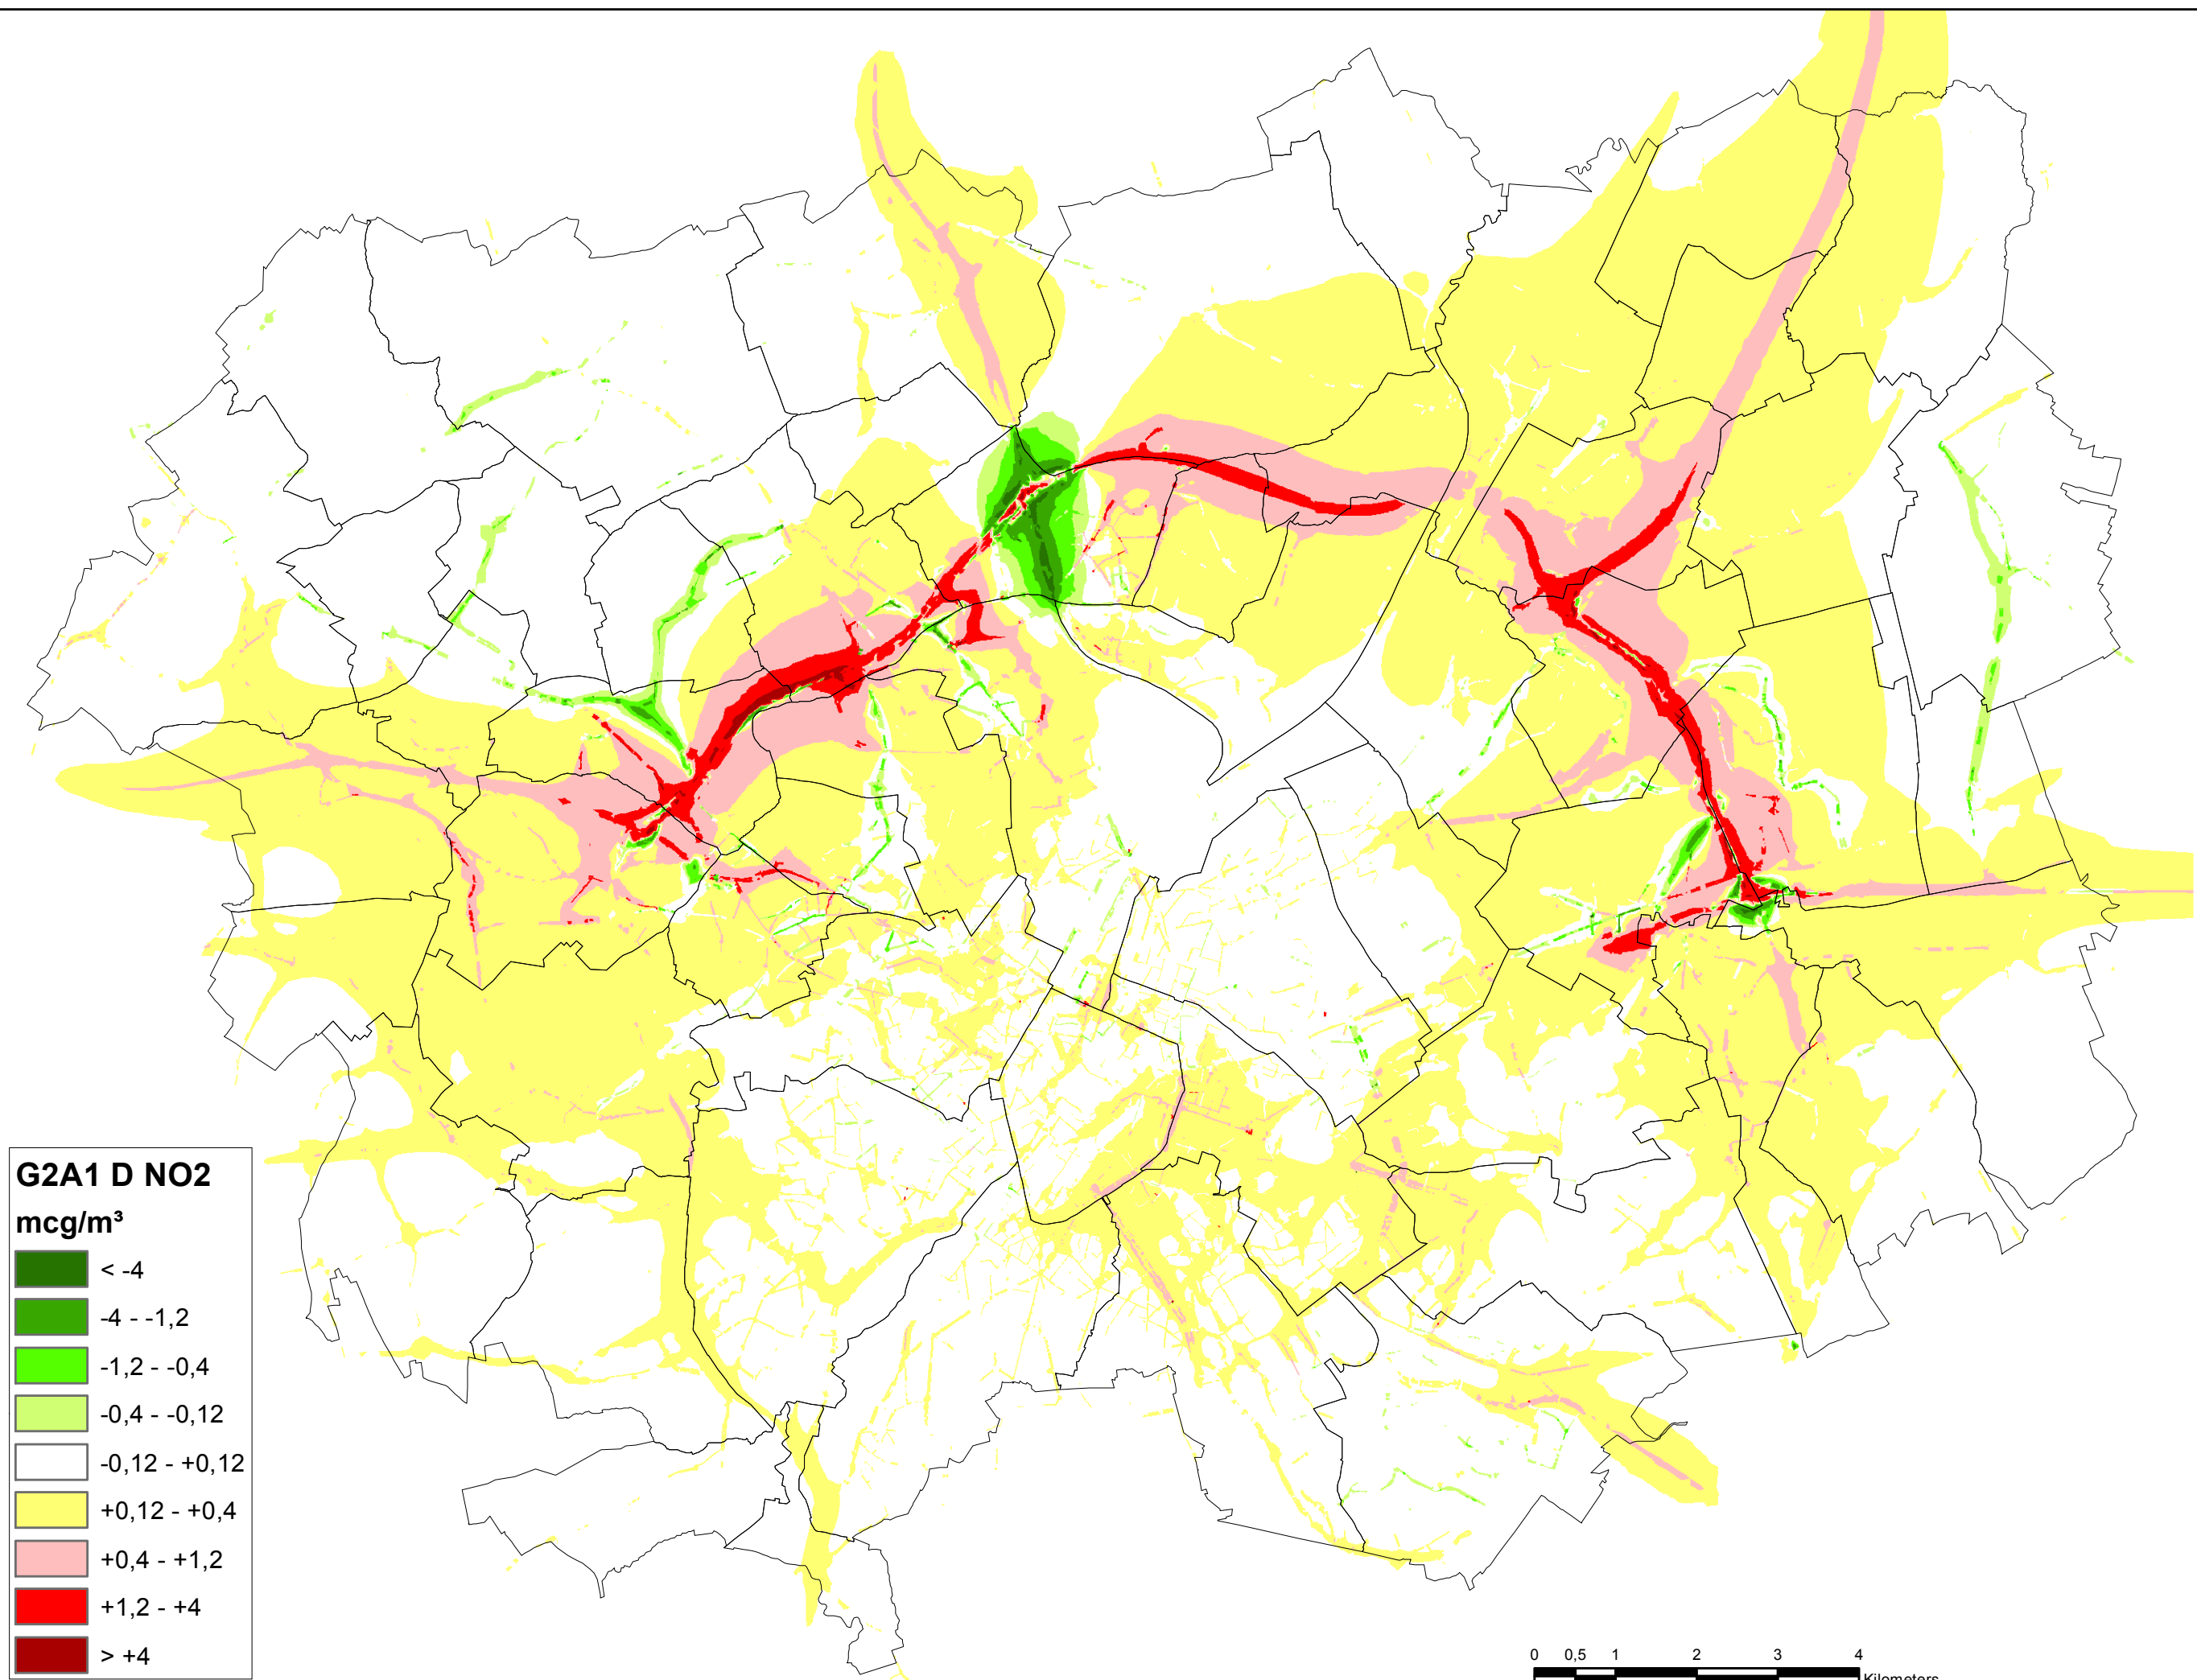 G2A1 D NO2
mcg/m³
< -4
-4 - -1,2
-1,2 - -0,4
-0,4 - -0,12
-0,12 - +0,12
+0,12 - +0,4
+0,4 - +1,2
+1,2 - +4
> +4
0 0,5 1 2 3 4
Kilometers